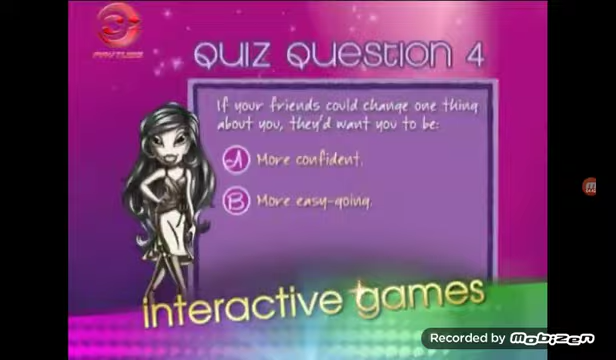 Quiz Question 4
If your friends could change one thing
about you, they'd want you to be:
A More confident.
B More easy-going.
interactive games
Recorded by Mobizen